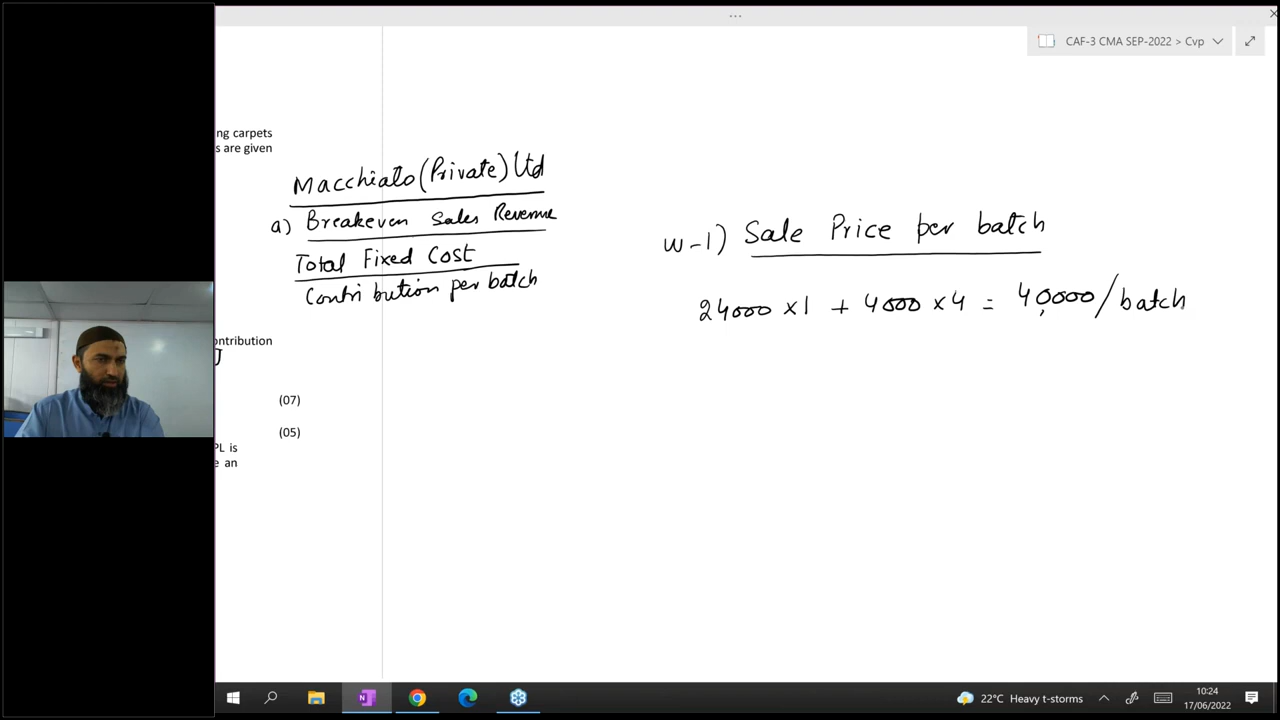 ...
CAF-3 CMA SEP-2022 > Cvp
ng carpets
s are given
Macchiato (Private) Ltd
a) Breakeven Sales Revenue
Total Fixed Cost
Contribution per batch
w-1) Sale Price per batch
24000 × 1 + 4000 × 4 = 40,000/batch
ontribution
(07)
(05)
PL is
e an
22°C Heavy t-storms
10:24
17/06/2022